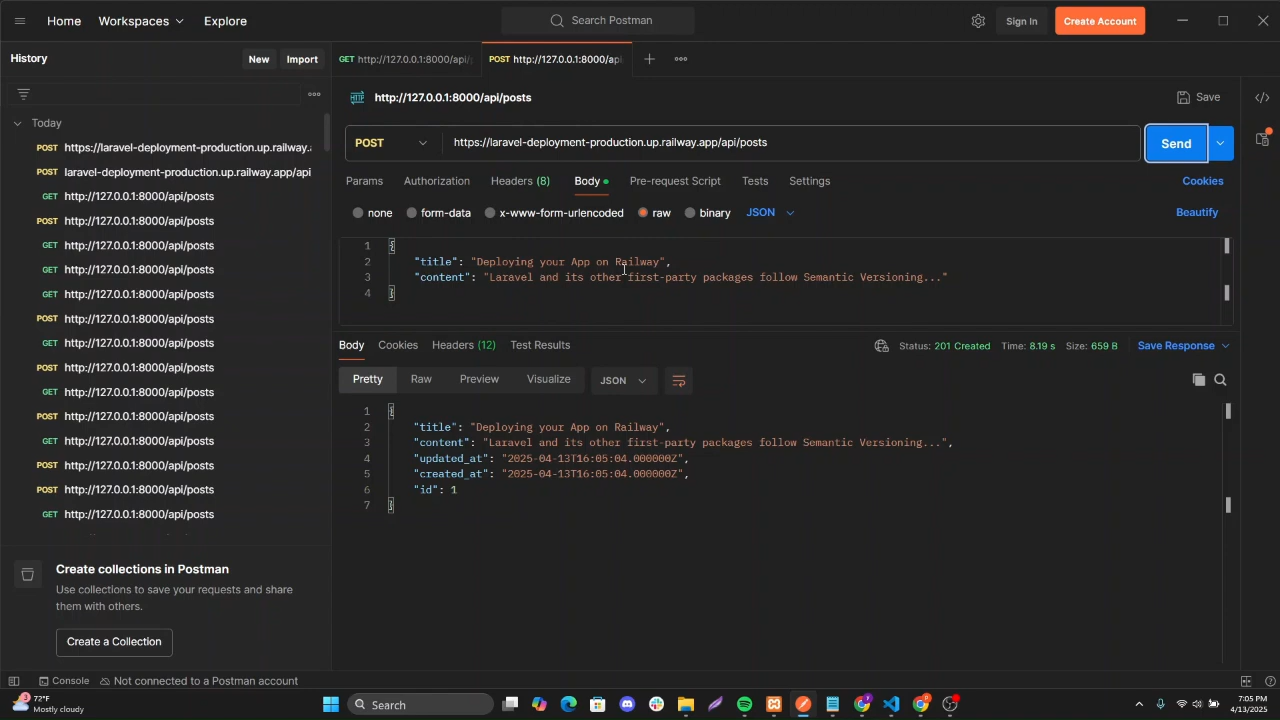 Home Workspaces Explore Search Postman Sign In Create Account
History New Import GET http://127.0.0.1:8000/api/ POST http://127.0.0.1:8000/api
HTTP http://127.0.0.1:8000/api/posts Save
Today
POST https://laravel-deployment-production.up.railway.
POST laravel-deployment-production.up.railway.app/api
GET http://127.0.0.1:8000/api/posts
POST http://127.0.0.1:8000/api/posts
GET http://127.0.0.1:8000/api/posts
POST http://127.0.0.1:8000/api/posts
GET http://127.0.0.1:8000/api/posts
POST http://127.0.0.1:8000/api/posts
GET http://127.0.0.1:8000/api/posts
POST http://127.0.0.1:8000/api/posts
GET http://127.0.0.1:8000/api/posts
POST http://127.0.0.1:8000/api/posts
GET http://127.0.0.1:8000/api/posts
POST http://127.0.0.1:8000/api/posts
POST http://127.0.0.1:8000/api/posts
GET http://127.0.0.1:8000/api/posts
Create collections in Postman
Use collections to save your requests and share
them with others.
Create a Collection
POST https://laravel-deployment-production.up.railway.app/api/posts Send
Params Authorization Headers (8) Body Pre-request Script Tests Settings Cookies
none form-data x-www-form-urlencoded raw binary JSON Beautify
1 {
2 "title": "Deploying your App on Railway",
3 "content": "Laravel and its other first-party packages follow Semantic Versioning..."
4 }
Body Cookies Headers (12) Test Results Status: 201 Created Time: 8.19 s Size: 659 B Save Response
Pretty Raw Preview Visualize JSON
1 {
2 "title": "Deploying your App on Railway",
3 "content": "Laravel and its other first-party packages follow Semantic Versioning...",
4 "updated_at": "2025-04-13T16:05:04.000000Z",
5 "created_at": "2025-04-13T16:05:04.000000Z",
6 "id": 1
7 }
Console Not connected to a Postman account
3 72°F
Mostly cloudy
Search
7:05 PM
4/13/2025